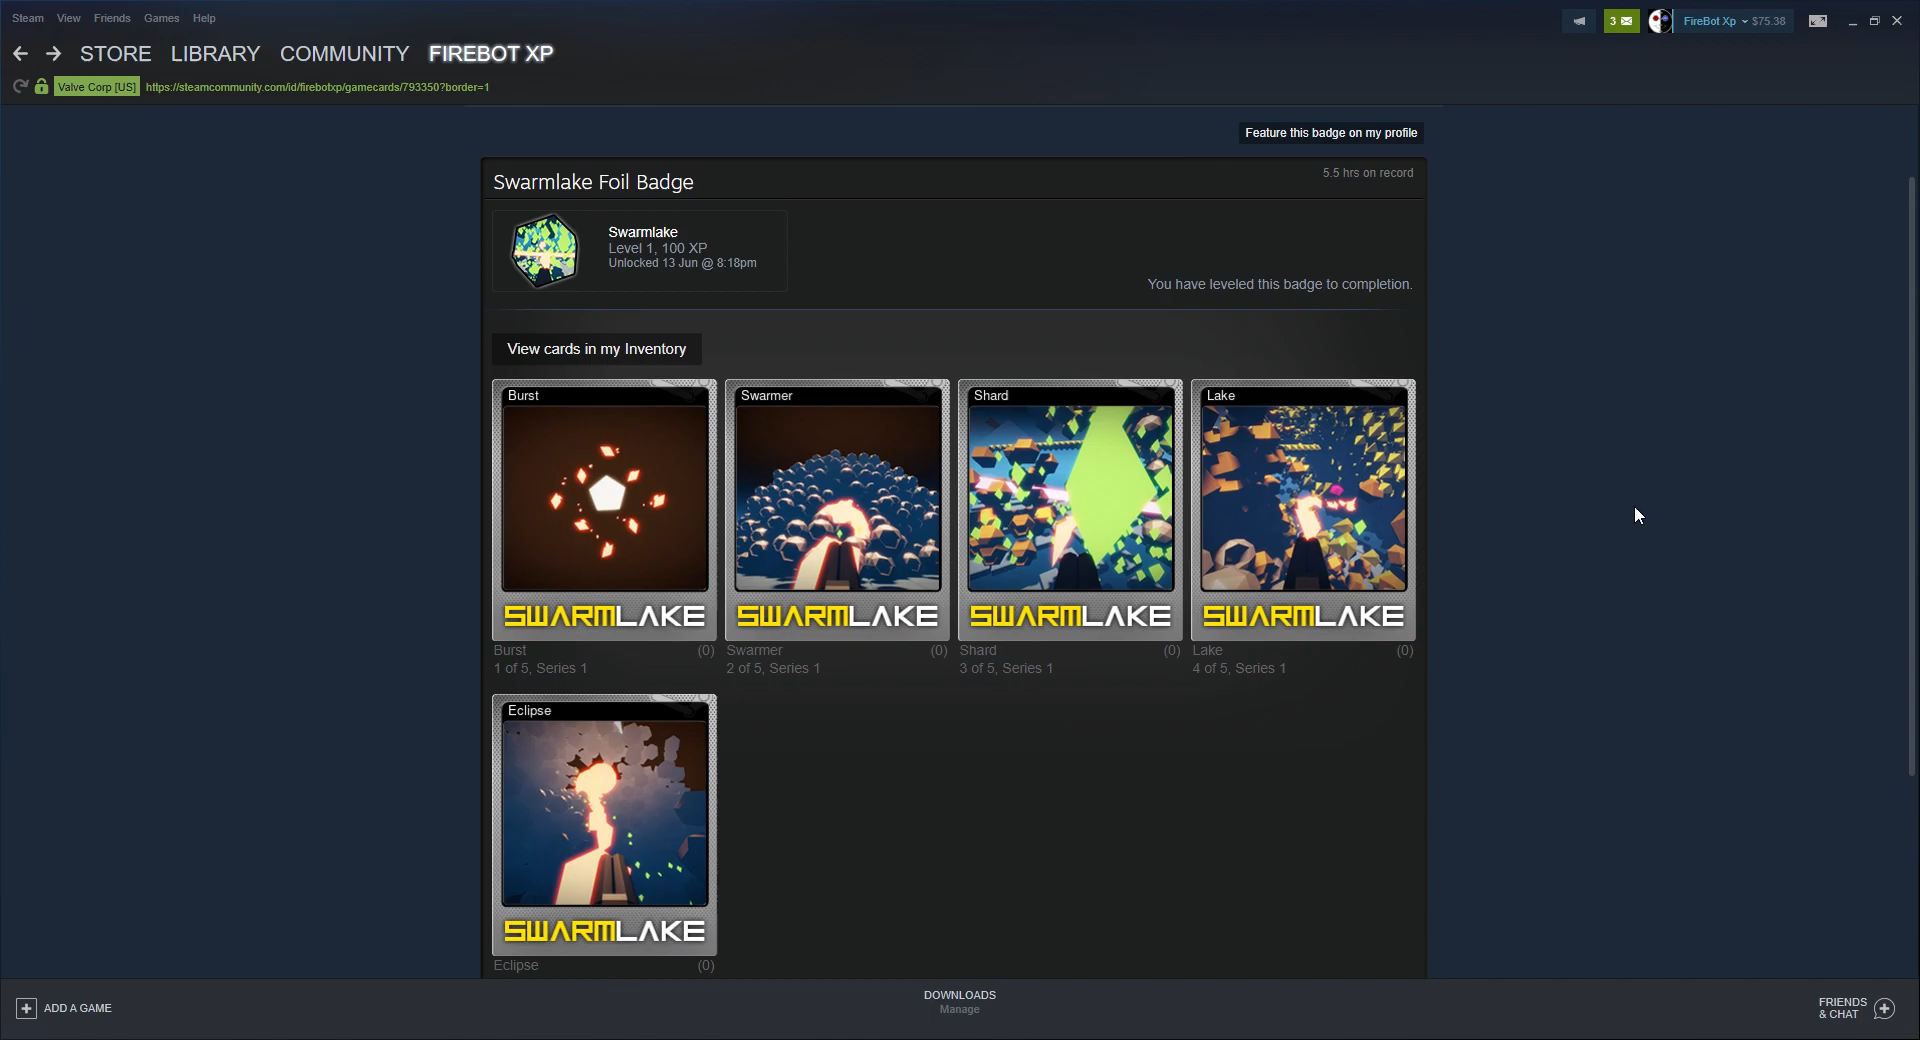 Steam View Friends Games Help
3 FireBot Xp $75.38
STORE LIBRARY COMMUNITY FIREBOT XP
Valve Corp [US] https://steamcommunity.com/id/firebotxp/gamecards/793350?border=1
Feature this badge on my profile
Swarmlake Foil Badge
5.5 hrs on record
Swarmlake
Level 1, 100 XP
Unlocked 13 Jun @ 8:18pm
You have leveled this badge to completion.
View cards in my Inventory
Burst Swarmer Shard Lake
SWARMLAKE SWARMLAKE SWARMLAKE SWARMLAKE
Burst (0) Swarmer (0) Shard (0) Lake (0)
1 of 5, Series 1 2 of 5, Series 1 3 of 5, Series 1 4 of 5, Series 1
Eclipse
SWARMLAKE
Eclipse (0)
ADD A GAME
DOWNLOADS
Manage
FRIENDS
& CHAT